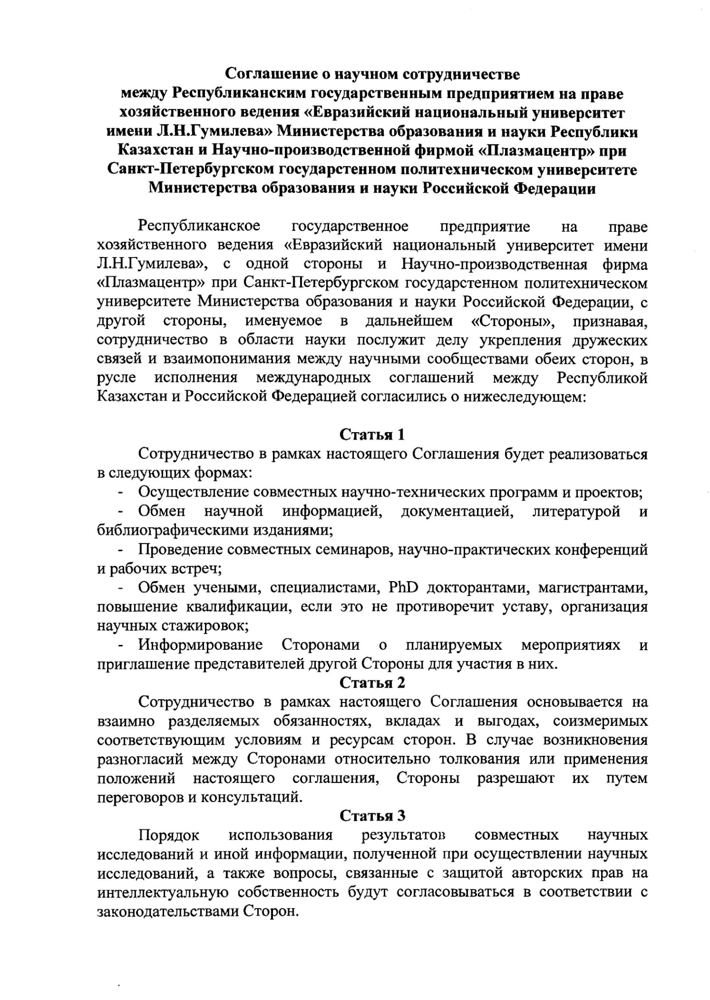 Соглашение о научном сотрудничестве
между Республиканским государственным предприятием на праве
хозяйственного ведения «Евразийский национальный университет
имени Л.Н.Гумилева» Министерства образования и науки Республики
Казахстан и Научно-производственной фирмой «Плазмацентр» при
Санкт-Петербургском государстенном политехническом университете
Министерства образования и науки Российской Федерации
Республиканское государственное предприятие на праве
хозяйственного ведения «Евразийский национальный университет имени
Л.Н.Гумилева», с одной стороны и Научно-производственная фирма
«Плазмацентр» при Санкт-Петербургском государстенном политехническом
университете Министерства образования и науки Российской Федерации, с
другой стороны, именуемое в дальнейшем «Стороны», признавая,
сотрудничество в области науки послужит делу укрепления дружеских
связей и взаимопонимания между научными сообществами обеих сторон, в
русле исполнения международных соглашений между Республикой
Казахстан и Российской Федерацией согласились о нижеследующем:
Статья 1
Сотрудничество в рамках настоящего Соглашения будет реализоваться
в следующих формах:
- Осуществление совместных научно-технических программ и проектов;
- Обмен научной информацией, документацией, литературой и
библиографическими изданиями;
- Проведение совместных семинаров, научно-практических конференций
и рабочих встреч;
- Обмен учеными, специалистами, PhD докторантами, магистрантами,
повышение квалификации, если это не противоречит уставу, организация
научных стажировок;
- Информирование Сторонами о планируемых мероприятиях и
приглашение представителей другой Стороны для участия в них.
Статья 2
Сотрудничество в рамках настоящего Соглашения основывается на
взаимно разделяемых обязанностях, вкладах и выгодах, соизмеримых
соответствующим условиям и ресурсам сторон. В случае возникновения
разногласий между Сторонами относительно толкования или применения
положений настоящего соглашения, Стороны разрешают их путем
переговоров и консультаций.
Статья 3
Порядок использования результатов совместных научных
исследований и иной информации, полученной при осуществлении научных
исследований, а также вопросы, связанные с защитой авторских прав на
интеллектуальную собственность будут согласовываться в соответствии с
законодательствами Сторон.